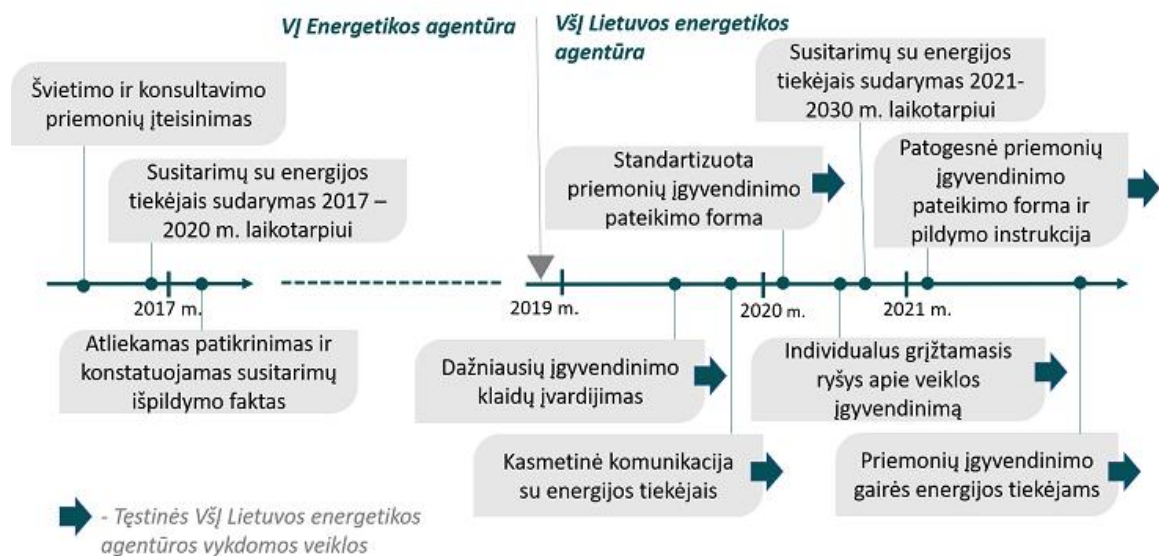 VĮ Energetikos agentūra
VšĮ Lietuvos energetikos
agentūra
Švietimo ir konsultavimo
priemonių įteisinimas
Susitarimų su energijos
tiekėjais sudarymas 2017 –
2020 m. laikotarpiui
Susitarimų su energijos
tiekėjais sudarymas 2021-
2030 m. laikotarpiui
Standartizuota
priemonių įgyvendinimo
pateikimo forma
Patogesnė priemonių
įgyvendinimo
pateikimo forma ir
pildymo instrukcija
2017 m.
2019 m.
2020 m.
2021 m.
Atliekamas patikrinimas ir
konstatuojamas susitarimų
išpildymo faktas
Dažniausių įgyvendinimo
klaidų įvardijimas
Individualus grįžtamasis
ryšys apie veiklos
įgyvendinimą
Kasmetinė komunikacija
su energijos tiekėjais
Priemonių įgyvendinimo
gairės energijos tiekėjams
- Tęstinės VšĮ Lietuvos energetikos
agentūros vykdomos veiklos